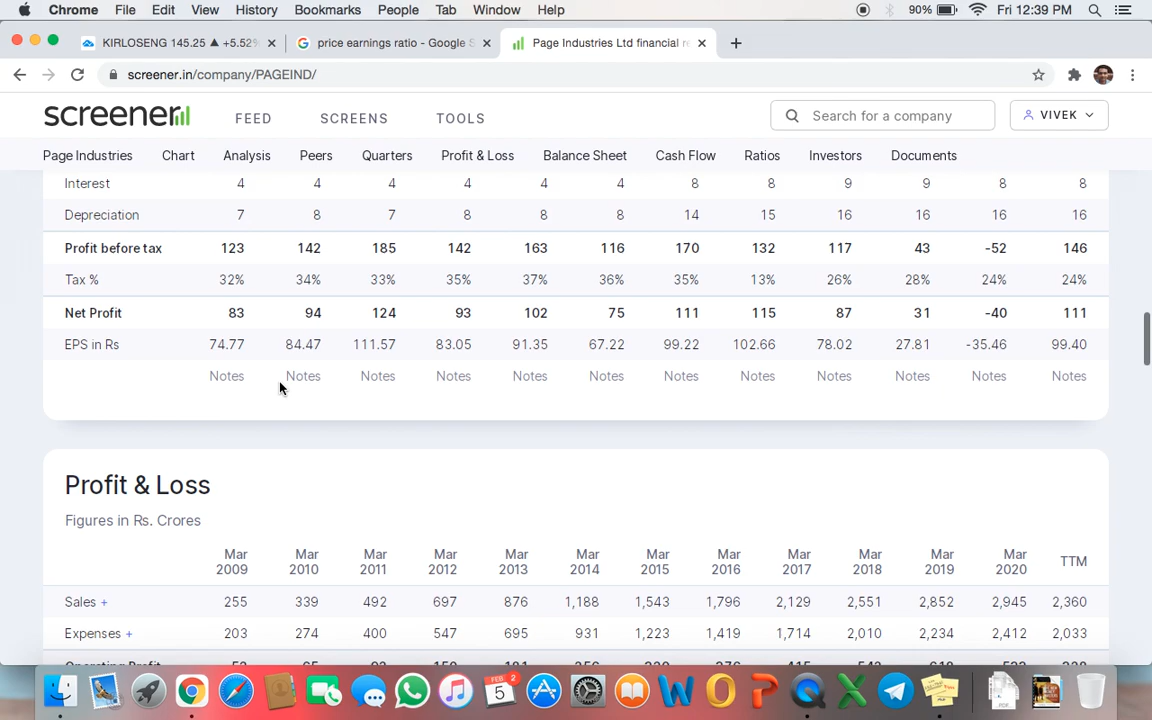 Chrome File Edit View History Bookmarks People Tab Window Help 90% Fri 12:39 PM
KIRLOSENG 145.25 ▲ +5.52% price earnings ratio - Google S Page Industries Ltd financial re
screener.in/company/PAGEIND/
screener FEED SCREENS TOOLS Search for a company VIVEK
Page Industries Chart Analysis Peers Quarters Profit & Loss Balance Sheet Cash Flow Ratios Investors Documents
Interest 4 4 4 4 4 4 8 8 9 9 8 8
Depreciation 7 8 7 8 8 8 14 15 16 16 16 16
Profit before tax 123 142 185 142 163 116 170 132 117 43 -52 146
Tax % 32% 34% 33% 35% 37% 36% 35% 13% 26% 28% 24% 24%
Net Profit 83 94 124 93 102 75 111 115 87 31 -40 111
EPS in Rs 74.77 84.47 111.57 83.05 91.35 67.22 99.22 102.66 78.02 27.81 -35.46 99.40
Notes Notes Notes Notes Notes Notes Notes Notes Notes Notes Notes Notes
Profit & Loss
Figures in Rs. Crores
Mar Mar Mar Mar Mar Mar Mar Mar Mar Mar Mar Mar
2009 2010 2011 2012 2013 2014 2015 2016 2017 2018 2019 2020 TTM
Sales + 255 339 492 697 876 1,188 1,543 1,796 2,129 2,551 2,852 2,945 2,360
Expenses + 203 274 400 547 695 931 1,223 1,419 1,714 2,010 2,234 2,412 2,033
Operating Profit
FEB 2
5